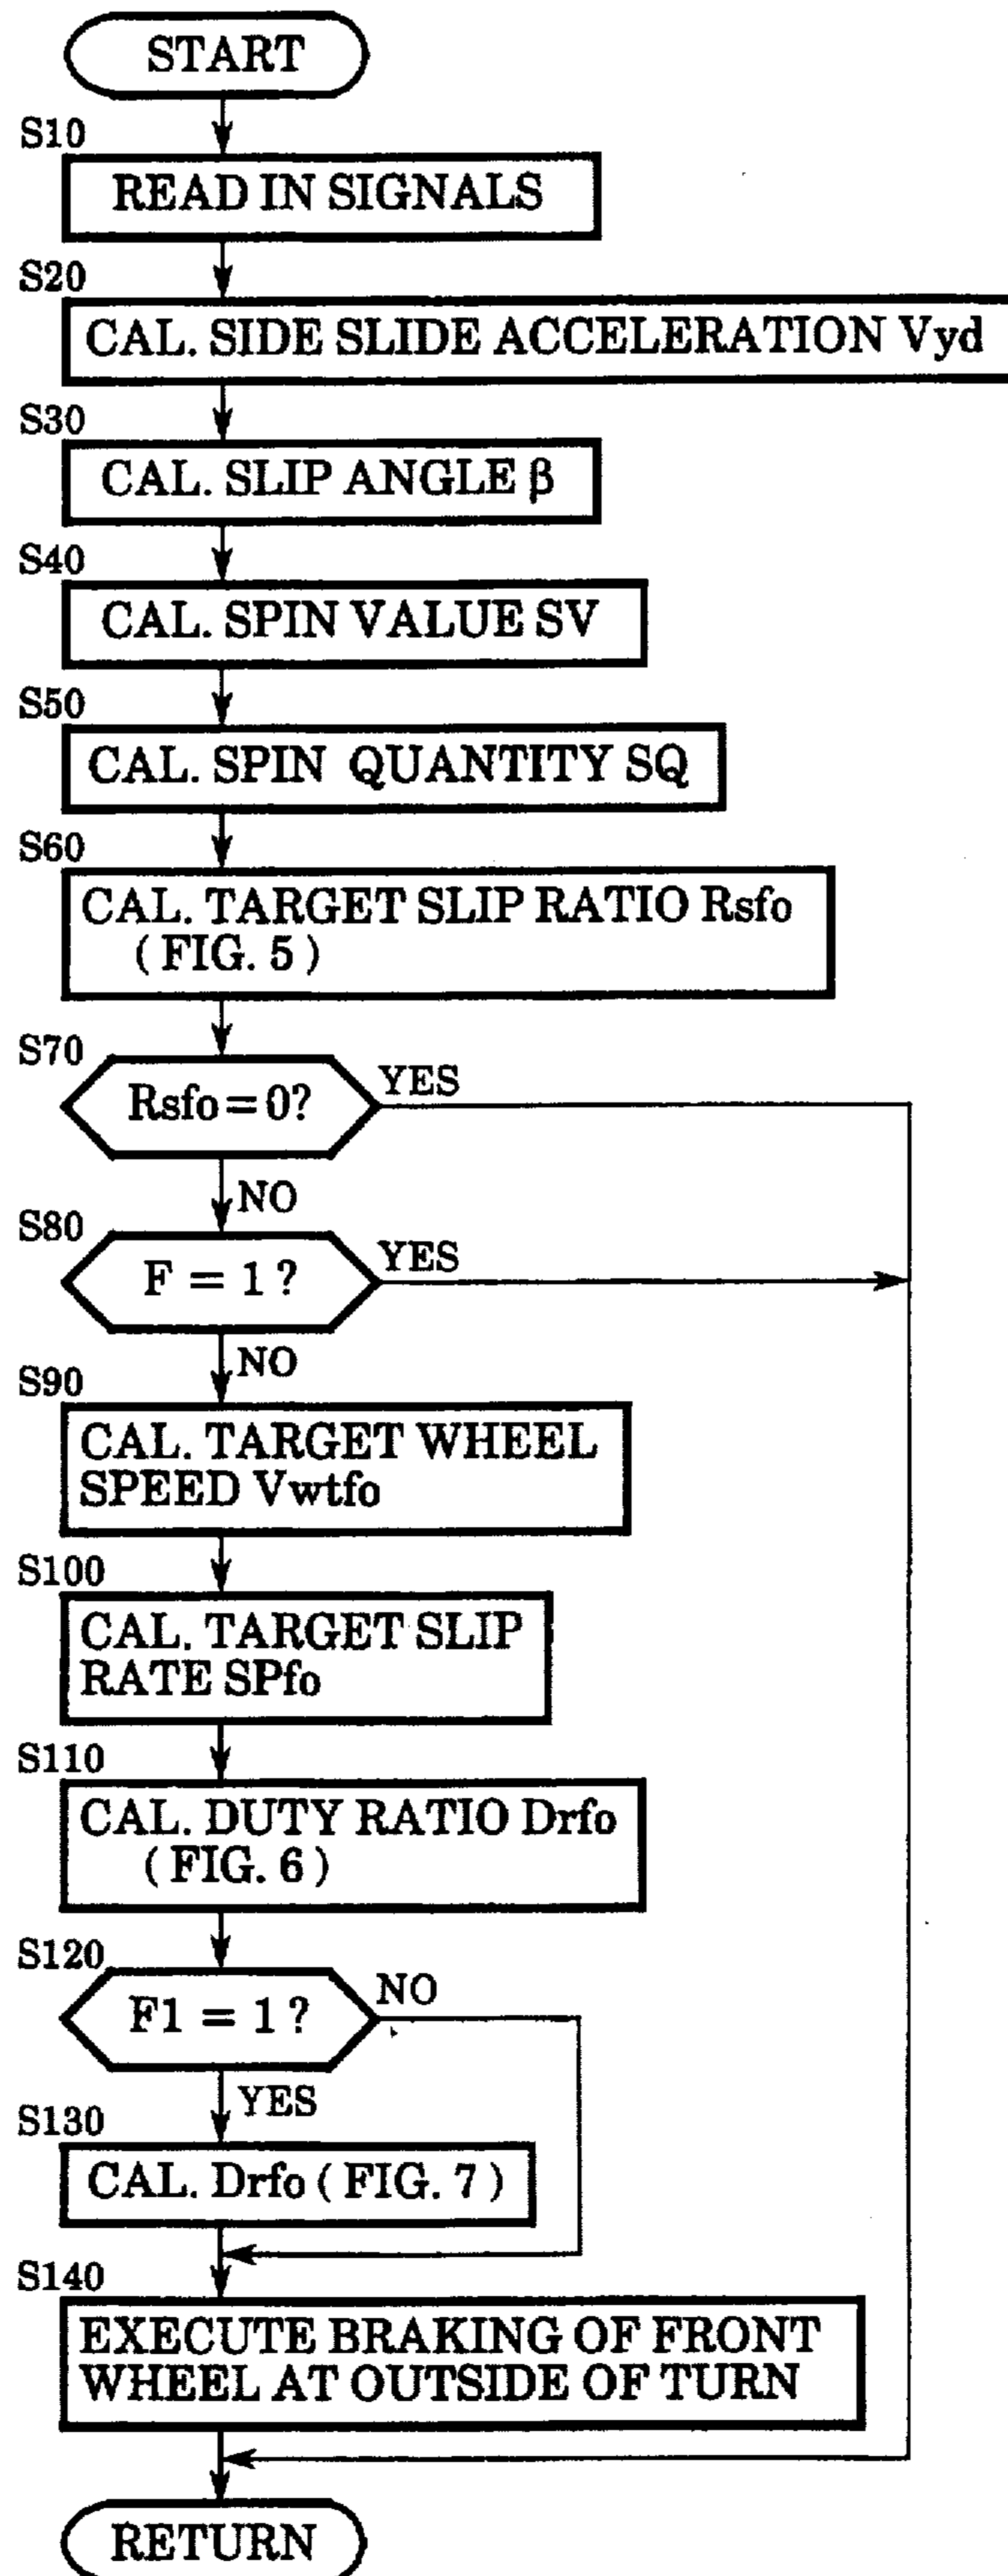 START
S10
READ IN SIGNALS
S20
CAL. SIDE SLIDE ACCELERATION Vyd
S30
CAL. SLIP ANGLE β
S40
CAL. SPIN VALUE SV
S50
CAL. SPIN QUANTITY SQ
S60
CAL. TARGET SLIP RATIO Rsfo
( FIG. 5 )
S70
Rsfo = 0?
YES
NO
S80
F = 1 ?
YES
NO
S90
CAL. TARGET WHEEL
SPEED Vwtfo
S100
CAL. TARGET SLIP
RATE SPfo
S110
CAL. DUTY RATIO Drfo
( FIG. 6 )
S120
F1 = 1 ?
NO
YES
S130
CAL. Drfo ( FIG. 7 )
S140
EXECUTE BRAKING OF FRONT
WHEEL AT OUTSIDE OF TURN
RETURN